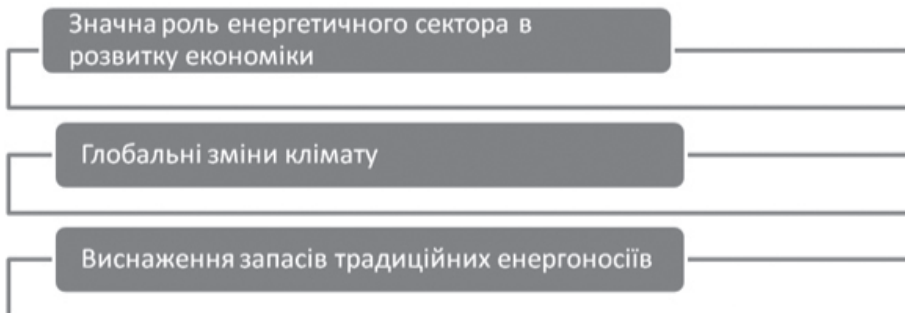 Значна роль енергетичного сектора в
розвитку економіки
Глобальні зміни клімату
Виснаження запасів традиційних енергоносіїв